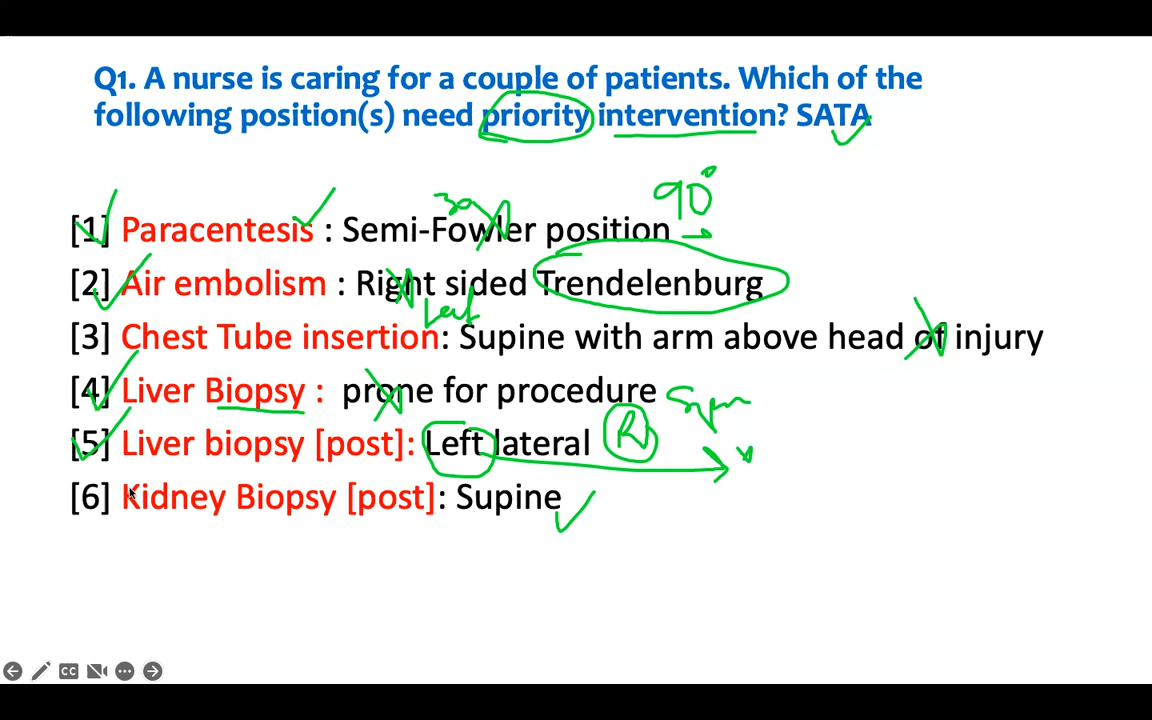 Q1. A nurse is caring for a couple of patients. Which of the
following position(s) need priority intervention? SATA
90°
30
[1] Paracentesis : Semi-Fowler position
[2] Air embolism : Right sided Trendelenburg
[3] Chest Tube insertion: Supine with arm above head of injury
[4] Liver Biopsy : prone for procedure
[5] Liver biopsy [post]: Left lateral R
[6] Kidney Biopsy [post]: Supine
CC